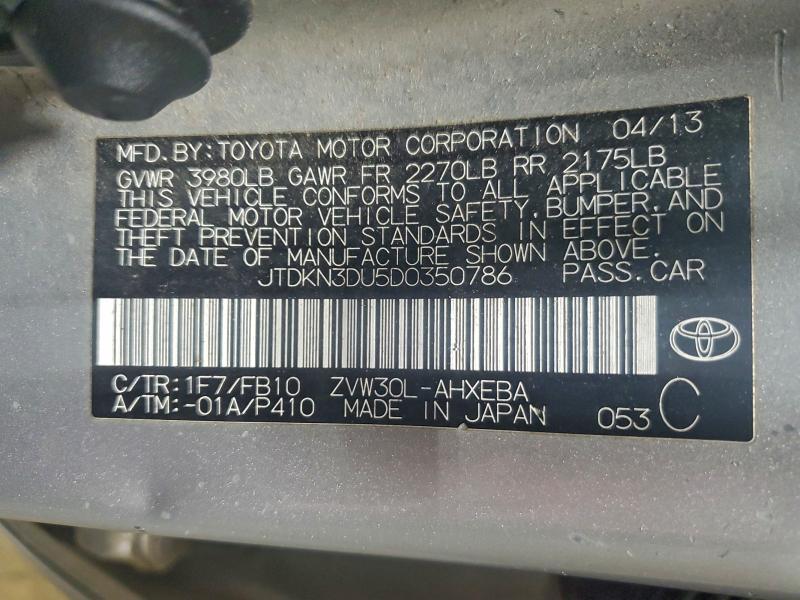 MFD. BY: TOYOTA MOTOR CORPORATION 04/13
GVWR 3980LB GAWR FR 2270LB RR 2175LB
THIS VEHICLE CONFORMS TO ALL APPLICABLE
FEDERAL MOTOR VEHICLE SAFETY, BUMPER, AND
THEFT PREVENTION STANDARDS IN EFFECT ON
THE DATE OF MANUFACTURE SHOWN ABOVE.
JTDKN3DU5D0350786 PASS. CAR
C/TR: 1F7/FB10 ZVW30L-AHXEBA
A/TM: -01A/P410 MADE IN JAPAN 053 C